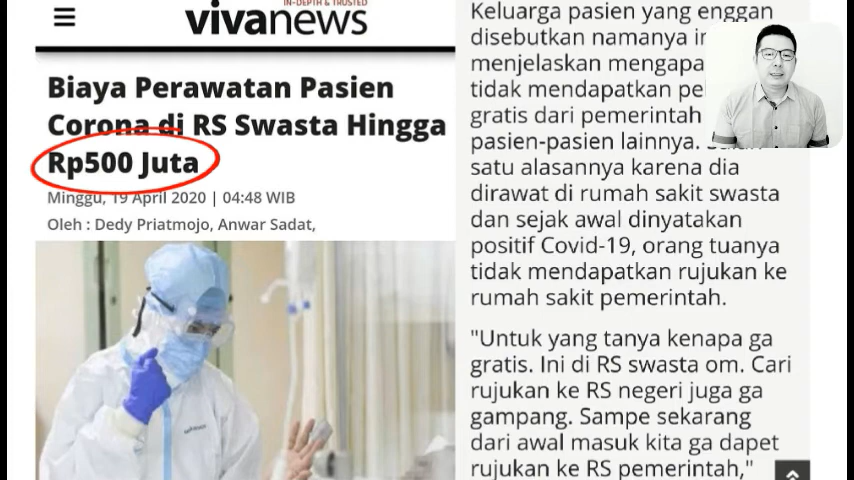 IN-DEPTH & TRUSTED
vivanews
Biaya Perawatan Pasien
Corona di RS Swasta Hingga
Rp500 Juta
Minggu, 19 April 2020 | 04:48 WIB
Oleh : Dedy Priatmojo, Anwar Sadat,
Keluarga pasien yang enggan
disebutkan namanya
menjelaskan mengapa
tidak mendapatkan
gratis dari pemerintah
pasien-pasien lainnya.
satu alasannya karena dia
dirawat di rumah sakit swasta
dan sejak awal dinyatakan
positif Covid-19, orang tuanya
tidak mendapatkan rujukan ke
rumah sakit pemerintah.
"Untuk yang tanya kenapa ga
gratis. Ini di RS swasta om. Cari
rujukan ke RS negeri juga ga
gampang. Sampe sekarang
dari awal masuk kita ga dapet
rujukan ke RS pemerintah,"